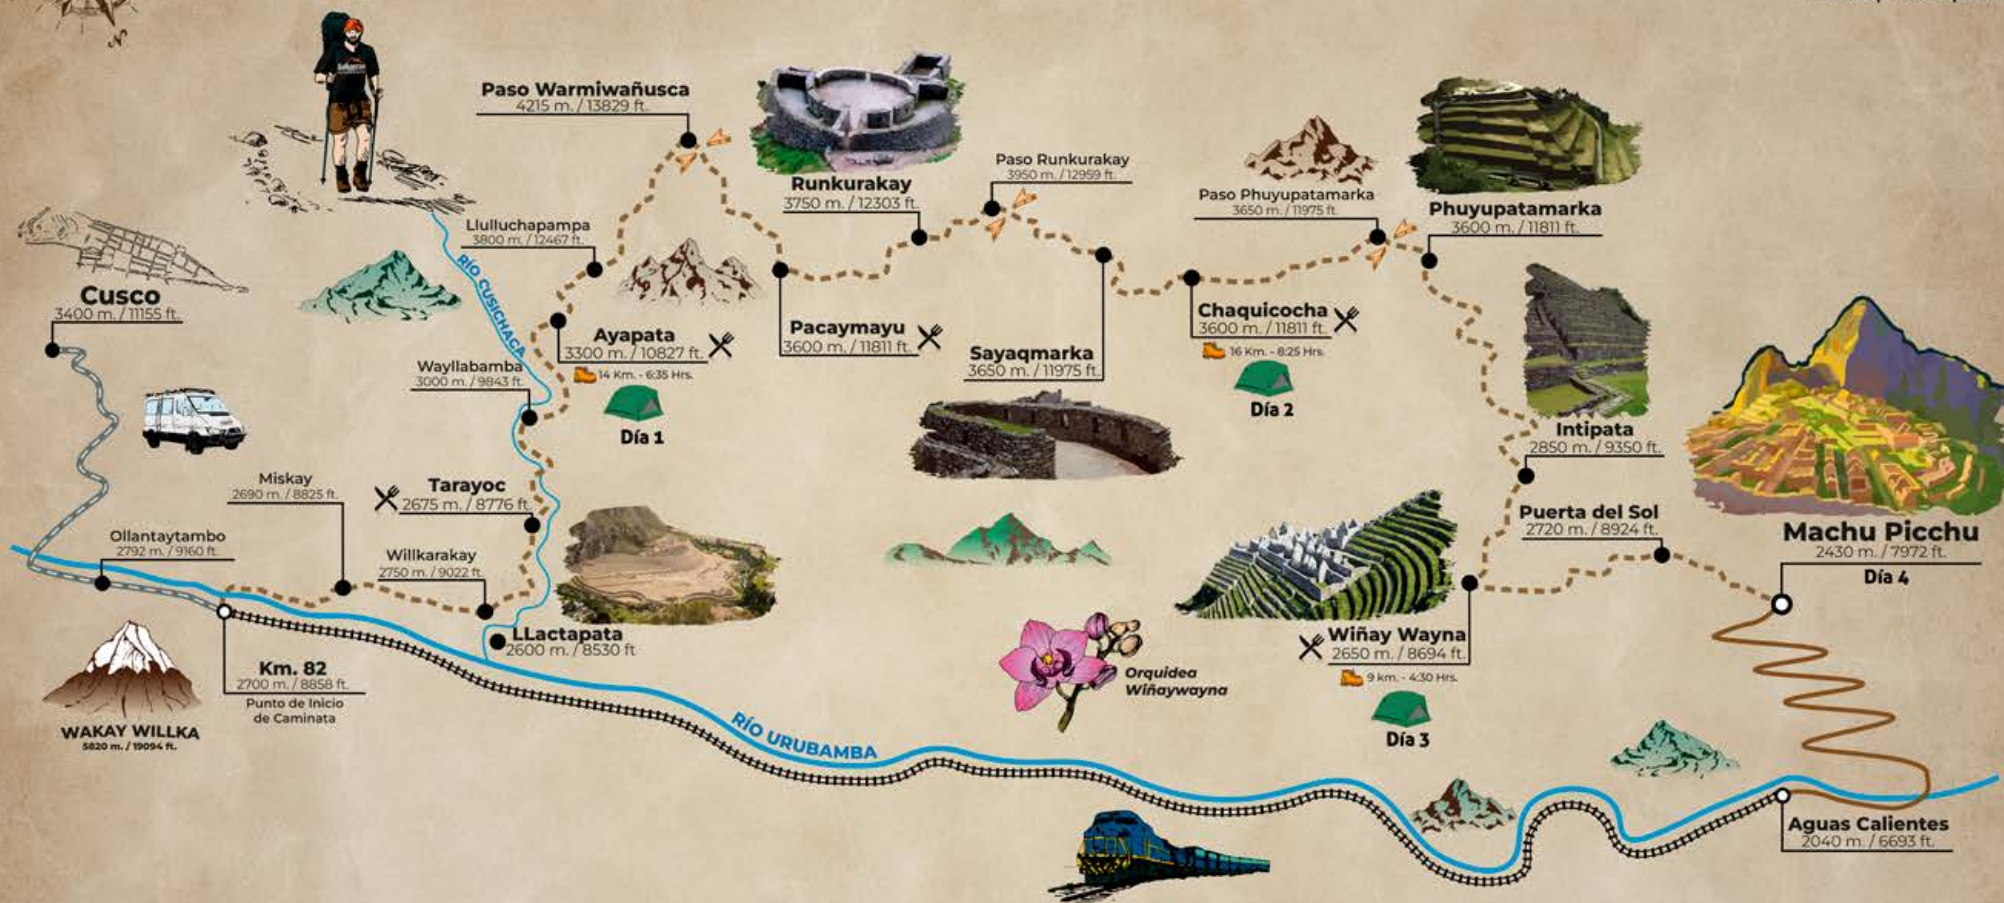 Paso Warmiwañusca
4215 m. / 13829 ft.
Runkurakay
3750 m. / 12303 ft.
Paso Runkurakay
3950 m. / 12959 ft.
Paso Phuyupatamarka
3650 m. / 11975 ft.
Phuyupatamarka
3600 m. / 11811 ft.
Llulluchapampa
3800 m. / 12467 ft.
RÍO CUSICHACA
Cusco
3400 m. / 11155 ft.
Ayapata
3300 m. / 10827 ft.
14 Km. - 6:35 Hrs.
Día 1
Pacaymayu
3600 m. / 11811 ft.
Sayaqmarka
3650 m. / 11975 ft.
Chaquicocha
3600 m. / 11811 ft.
16 Km. - 8:25 Hrs.
Día 2
Wayllabamba
3000 m. / 9843 ft.
Intipata
2850 m. / 9350 ft.
Miskay
2690 m. / 8825 ft.
Tarayoc
2675 m. / 8776 ft.
Puerta del Sol
2720 m. / 8924 ft.
Machu Picchu
2430 m. / 7972 ft.
Día 4
Ollantaytambo
2792 m. / 9160 ft.
Willkarakay
2750 m. / 9022 ft.
LLactapata
2600 m. / 8530 ft
Wiñay Wayna
2650 m. / 8694 ft.
9 km. - 4:30 Hrs.
Día 3
Km. 82
2700 m. / 8858 ft.
Punto de Inicio
de Caminata
Orquidea
Wiñaywayna
WAKAY WILLKA
5820 m. / 19094 ft.
RÍO URUBAMBA
Aguas Calientes
2040 m. / 6693 ft.